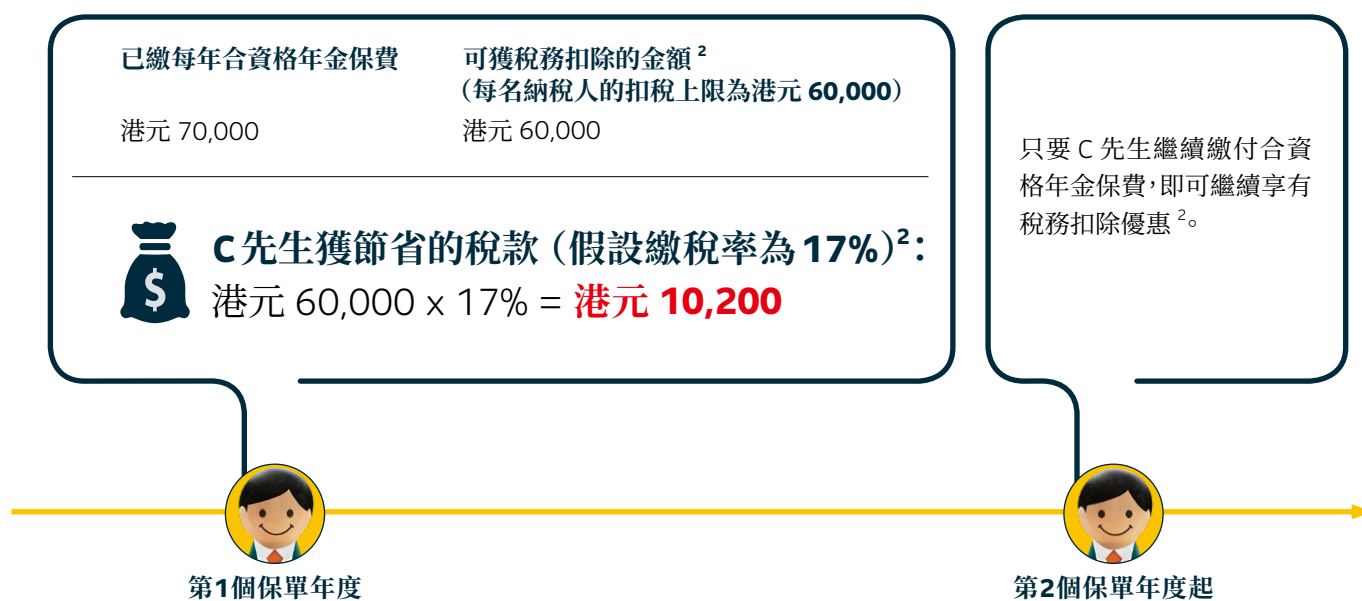 已繳每年合資格年金保費
可獲稅務扣除的金額 2
（每名納稅人的扣稅上限為港元 60,000）
港元 70,000
港元 60,000
$
C 先生獲節省的稅款（假設繳稅率為 17%）2：
港元 60,000 x 17% = 港元 10,200
只要 C 先生繼續繳付合資
格年金保費，即可繼續享有
稅務扣除優惠 2。
第1個保單年度
第2個保單年度起